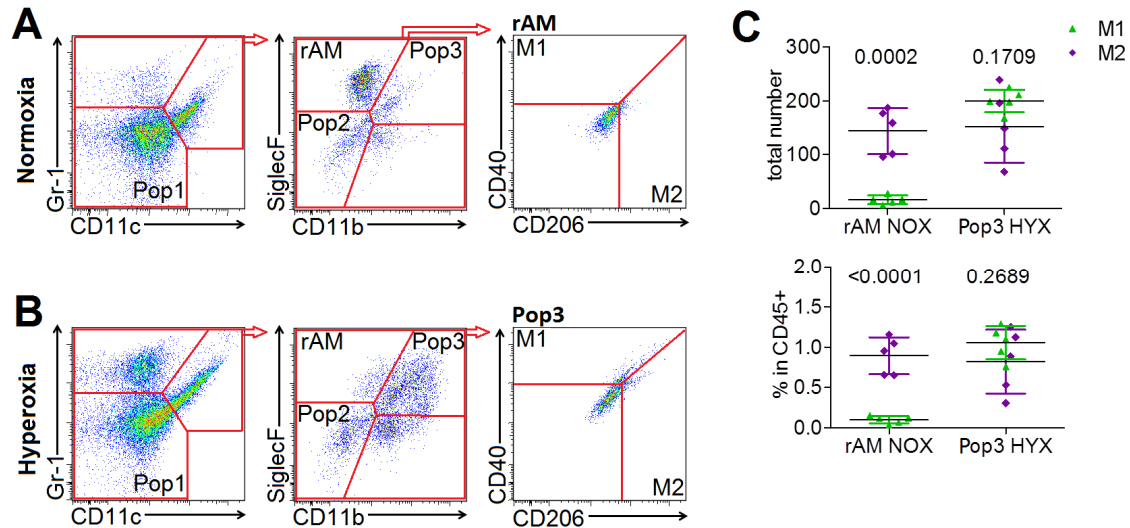 A
Normoxia
Gr-1
CD11c
Pop1
rAM
Pop3
Pop2
SiglecF
CD11b
rAM
M1
M2
CD40
CD206
B
Hyperoxia
Gr-1
CD11c
Pop1
rAM
Pop3
Pop2
SiglecF
CD11b
Pop3
M1
M2
CD40
CD206
C
M1
M2
0.0002 0.1709
total number
300
200
100
0
rAM NOX Pop3 HYX
<0.0001 0.2689
% in CD45+
2.0
1.5
1.0
0.5
0.0
rAM NOX Pop3 HYX